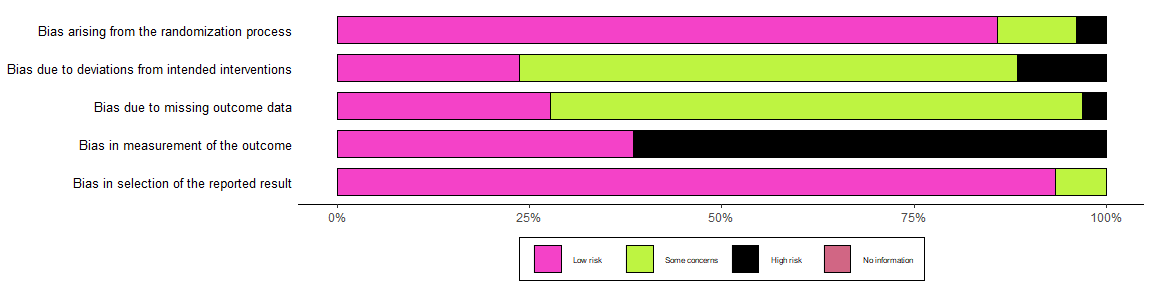 Bias arising from the randomization process
Bias due to deviations from intended interventions
Bias due to missing outcome data
Bias in measurement of the outcome
Bias in selection of the reported result
0% 25% 50% 75% 100%
Low risk Some concerns High risk No information